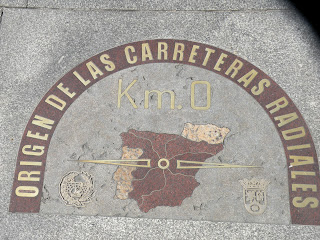 ORIGEN DE LAS CARRETERAS RADIALES
Km. 0